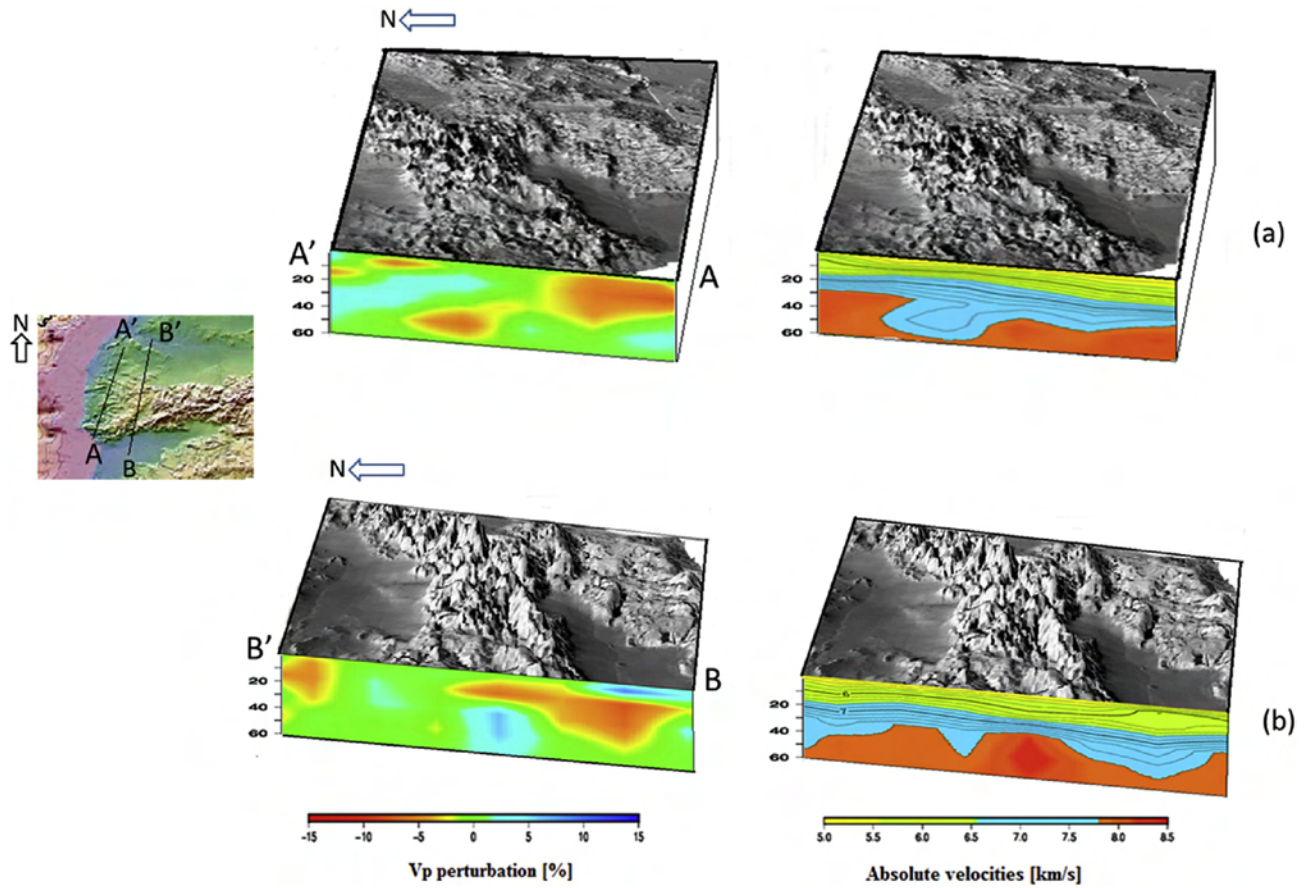 N
A' A
20
40
60
20
40
60
(a)
N
A' B'
A B
N
B' B
20
40
60
6
7
20
40
60
(b)
-15 -10 -5 0 5 10 15
Vp perturbation [%]
5.0 5.5 6.0 6.5 7.0 7.5 8.0 8.5
Absolute velocities [km/s]